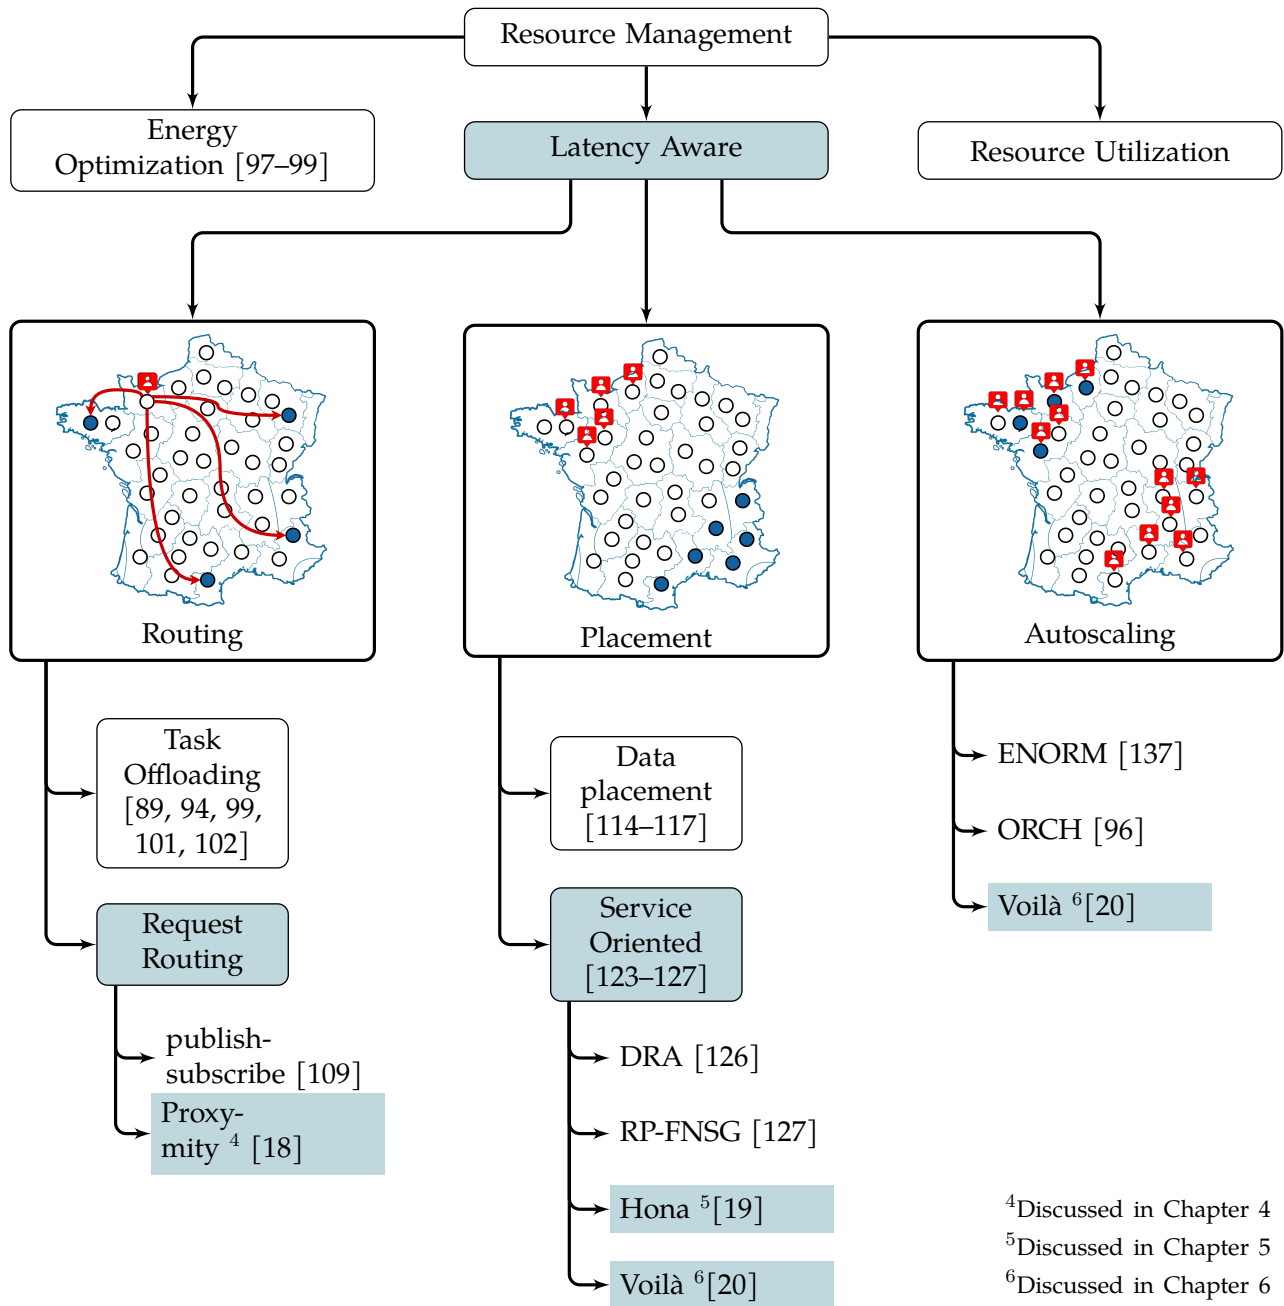 Resource Management
Energy
Optimization [97–99]
Latency Aware
Resource Utilization
Routing
Placement
Autoscaling
Task
Offloading
[89, 94, 99,
101, 102]
Request
Routing
publish-
subscribe [109]
Proxy-
mity ⁴ [18]
Data
placement
[114–117]
Service
Oriented
[123–127]
DRA [126]
RP-FNSG [127]
Hona ⁵[19]
Voilà ⁶[20]
ENORM [137]
ORCH [96]
Voilà ⁶[20]
⁴Discussed in Chapter 4
⁵Discussed in Chapter 5
⁶Discussed in Chapter 6